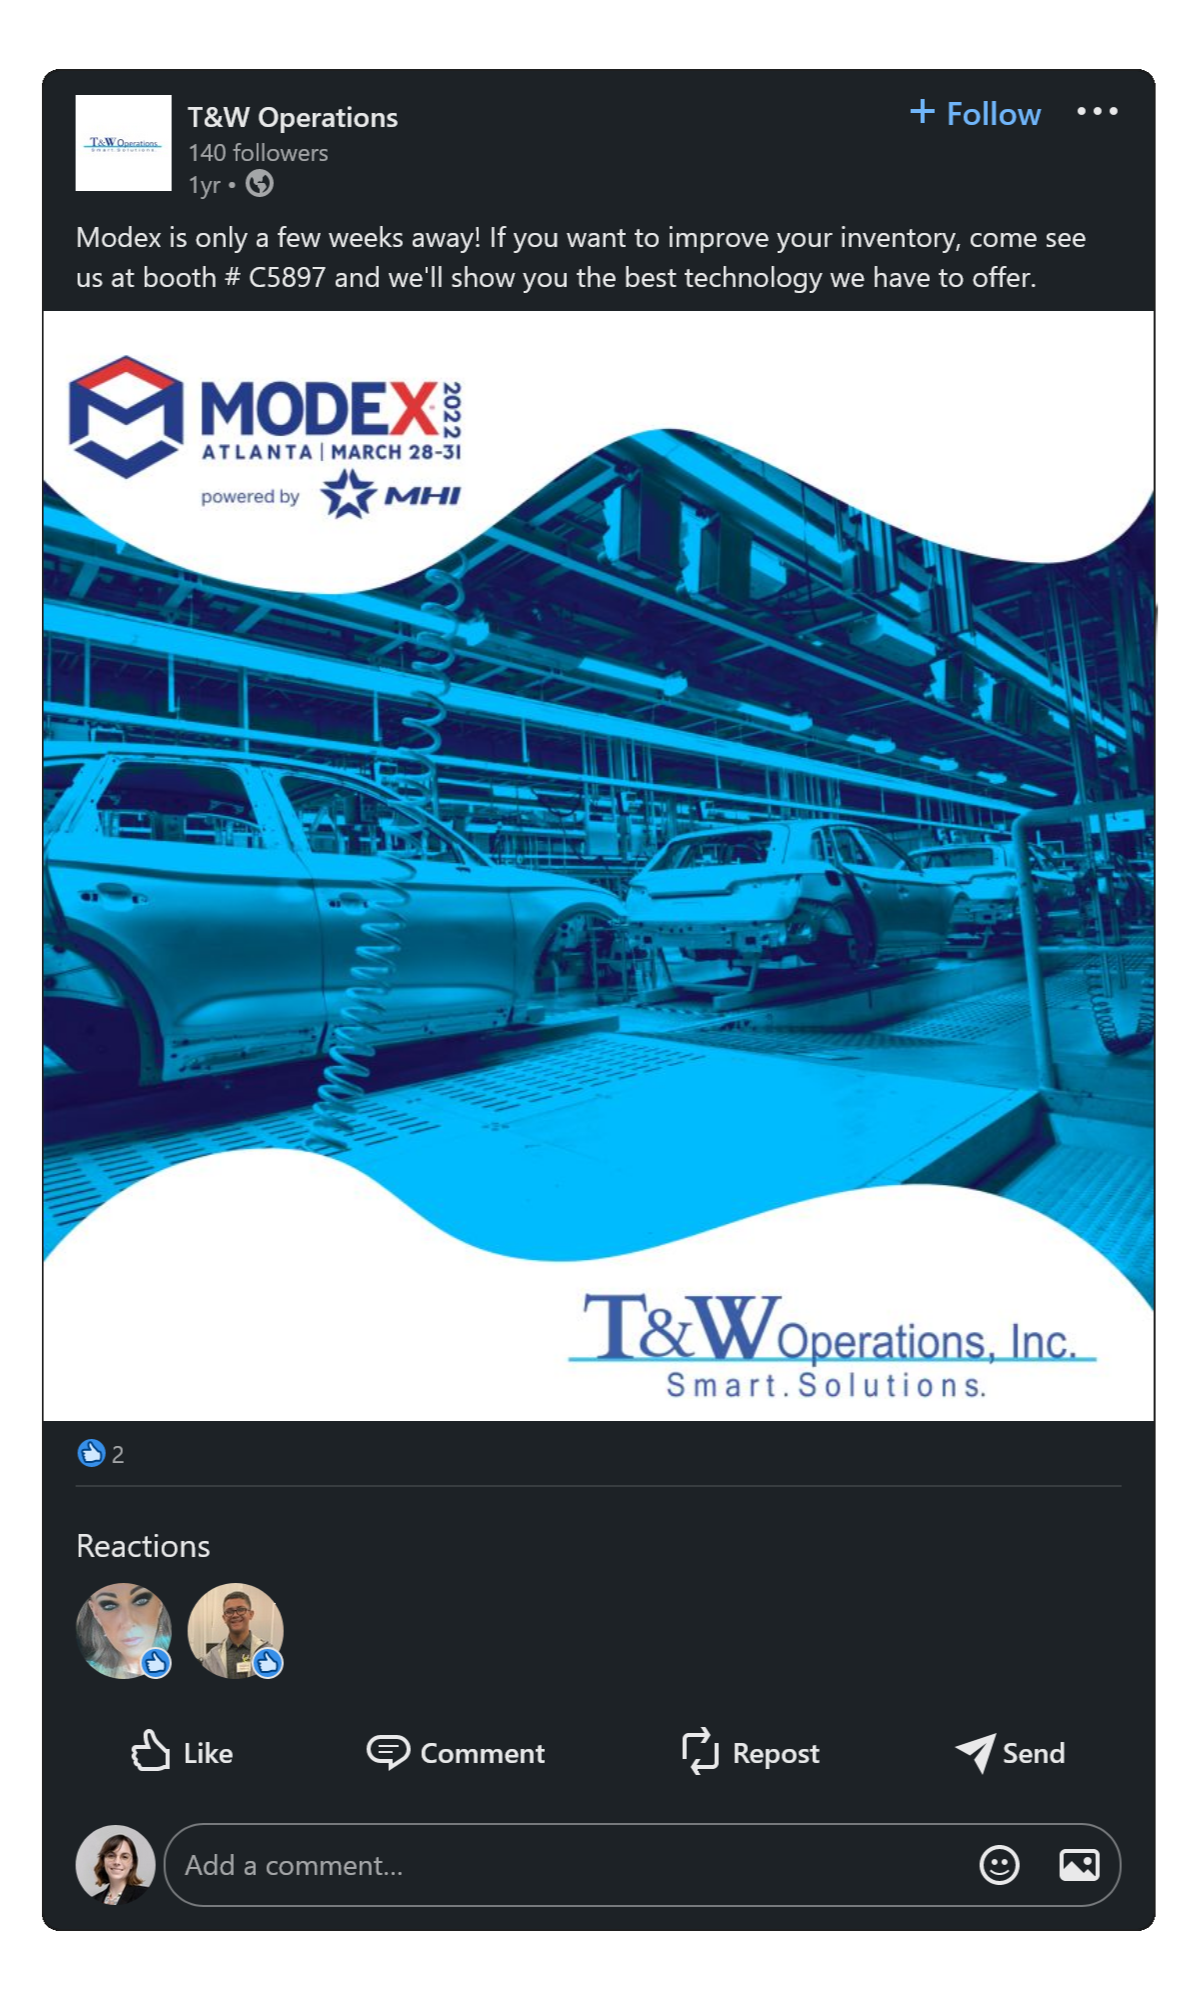 T&W Operations
Smart. Solutions.
T&W Operations
140 followers
1yr •
+ Follow
Modex is only a few weeks away! If you want to improve your inventory, come see
us at booth # C5897 and we'll show you the best technology we have to offer.
MODEX 2022
ATLANTA | MARCH 28-31
powered by MHI
T&W Operations, Inc.
Smart. Solutions.
2
Reactions
Like
Comment
Repost
Send
Add a comment...